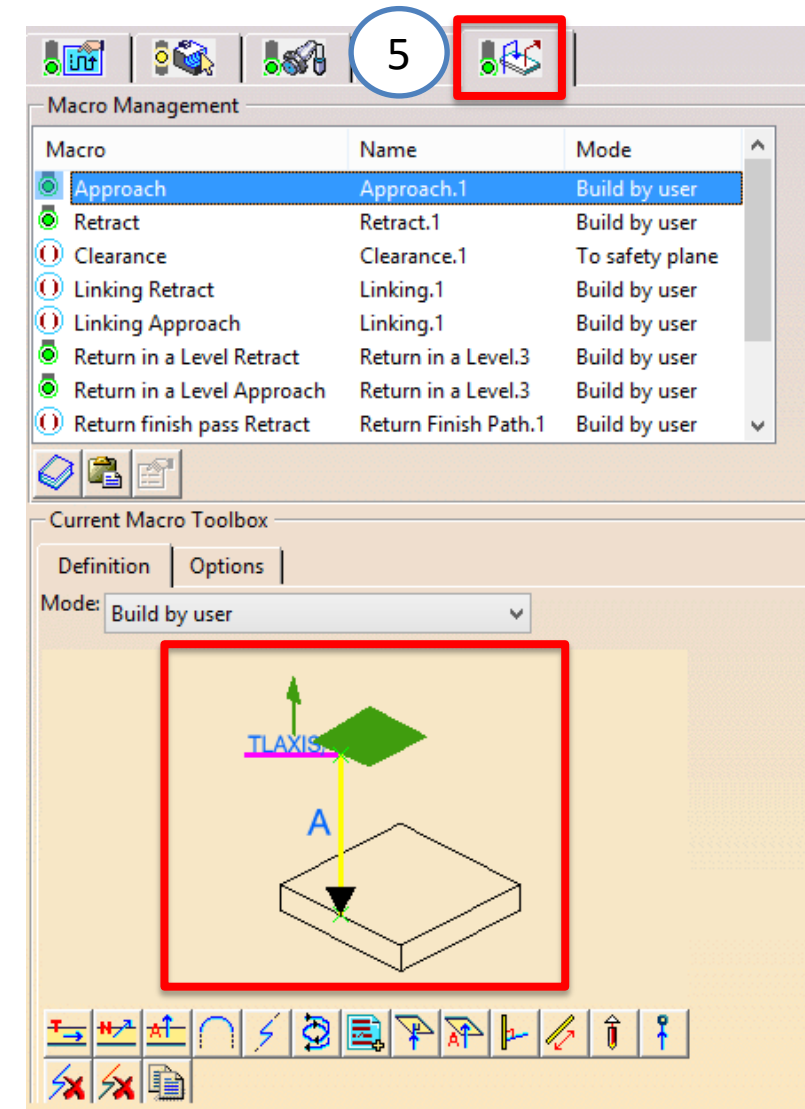 5
Macro Management
Macro Name Mode
Approach Approach.1 Build by user
Retract Retract.1 Build by user
Clearance Clearance.1 To safety plane
Linking Retract Linking.1 Build by user
Linking Approach Linking.1 Build by user
Return in a Level Retract Return in a Level.3 Build by user
Return in a Level Approach Return in a Level.3 Build by user
Return finish pass Retract Return Finish Path.1 Build by user
Current Macro Toolbox
Definition Options
Mode: Build by user
TLAXIS
A
T N A A